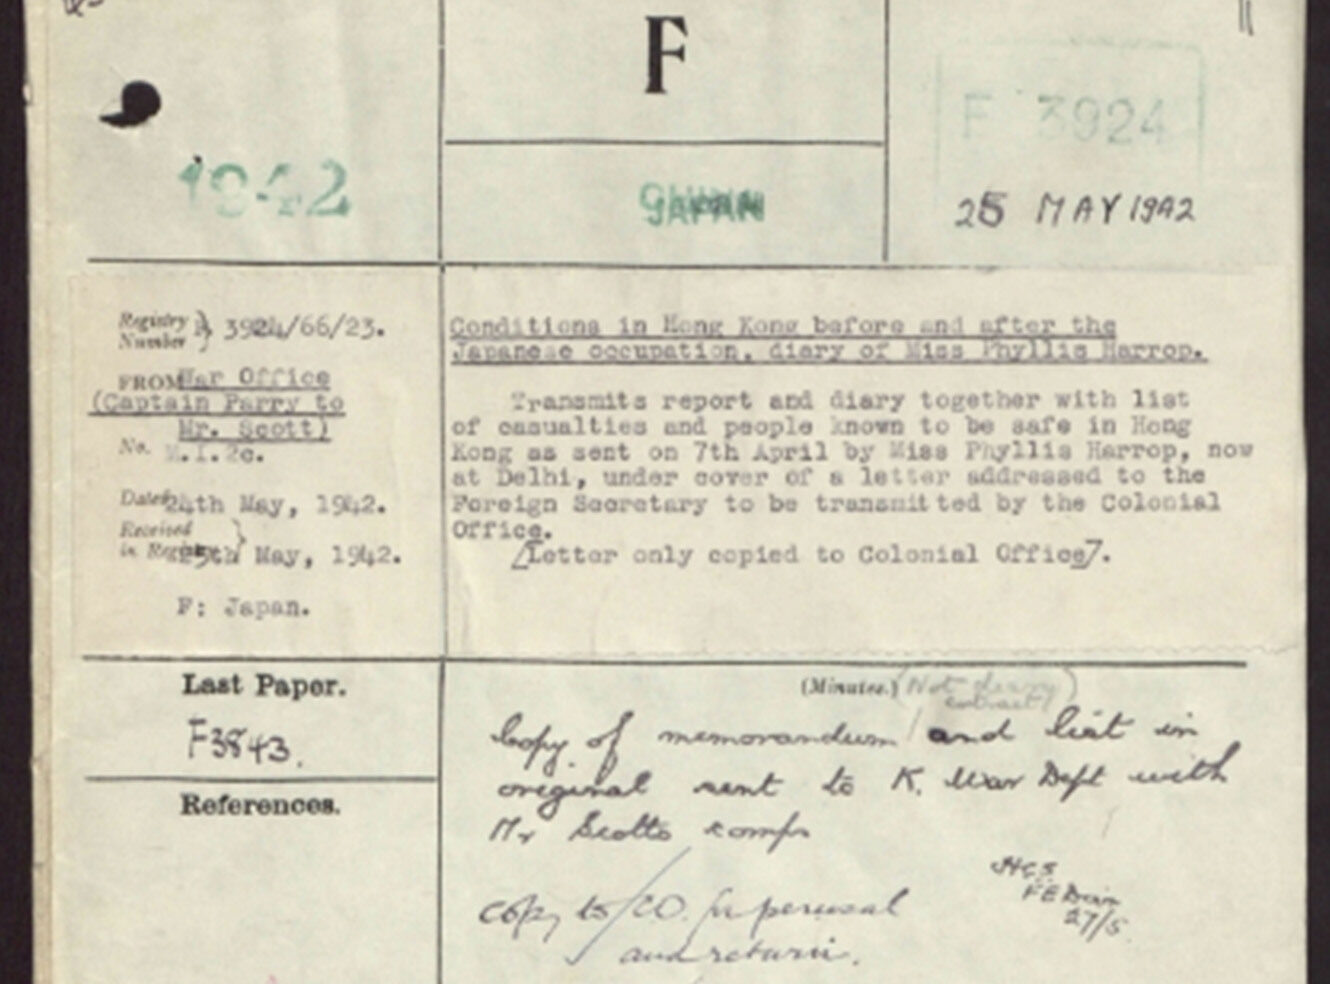 F
F 3924
1942
JAPAN
25 MAY 1942
Registry Number } F 3924/66/23.
FROM War Office
(Captain Parry to
Mr. Scott)
No. M.I.2c.
Dated 24th May, 1942.
Received
in Registry } 25th May, 1942.
F: Japan.
Conditions in Hong Kong before and after the
Japanese occupation, diary of Miss Phyllis Harrop.
Transmits report and diary together with list
of casualties and people known to be safe in Hong
Kong as sent on 7th April by Miss Phyllis Harrop, now
at Delhi, under cover of a letter addressed to the
Foreign Secretary to be transmitted by the Colonial
Office.
[Letter only copied to Colonial Office].
Last Paper.
F3843.
References.
(Minutes.) (Not diary
extract)
Copy of memorandum and list in
original sent to K. War Dept with
Mr Scotts comps
27/5
Copy to CO. for perusal
and return.